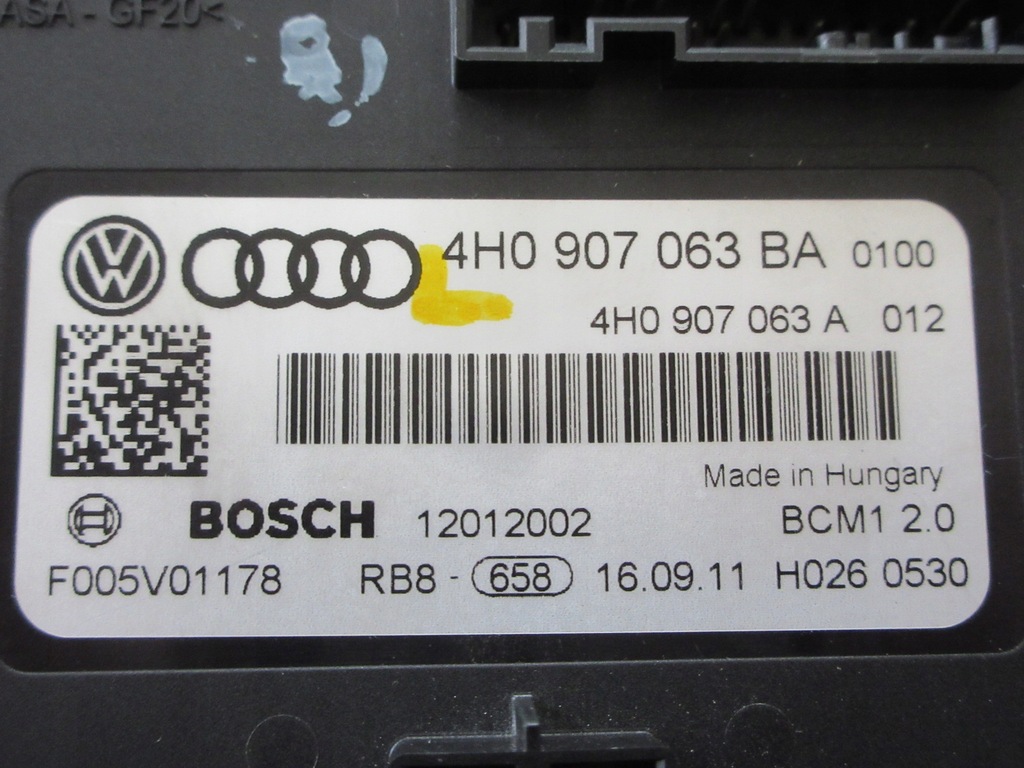 ASA - GF20<
4H0 907 063 BA 0100
4H0 907 063 A 012
Made in Hungary
BOSCH 12012002 BCM1 2.0
F005V01178 RB8 - 658 16.09.11 H026 0530